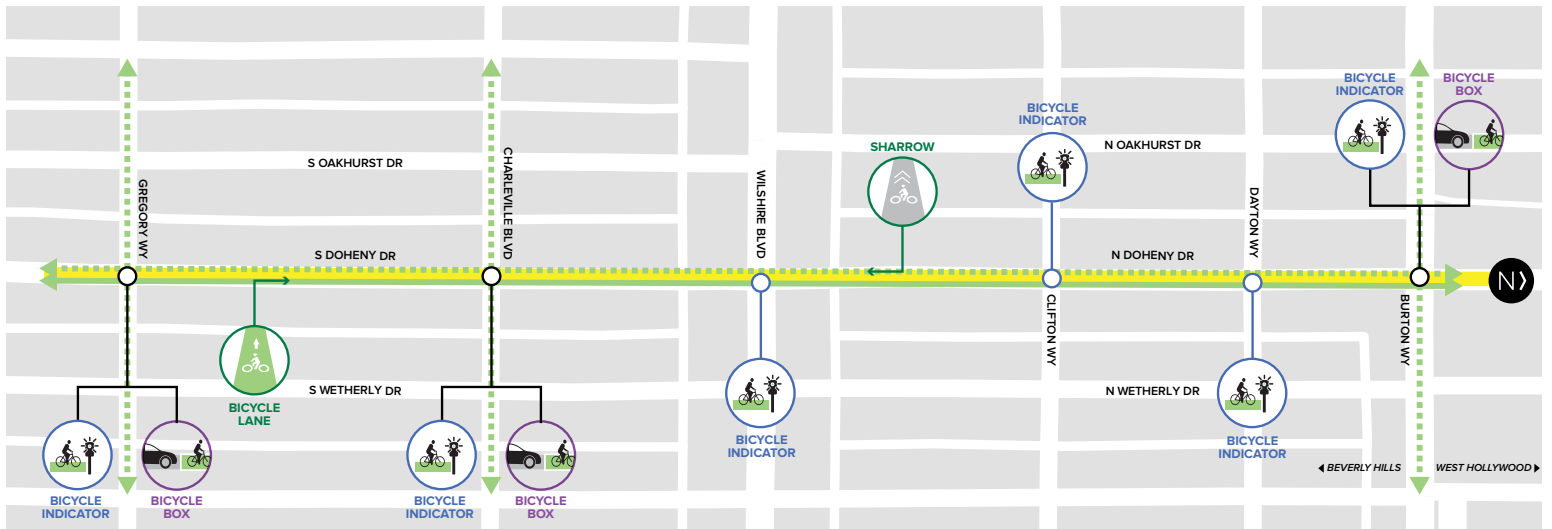 BICYCLE
INDICATOR
BICYCLE
BOX
BICYCLE
INDICATOR
SHARROW
N OAKHURST DR
S OAKHURST DR
GREGORY WY
CHARLEVILLE BLVD
WILSHIRE BLVD
DAYTON WY
S DOHENY DR
N DOHENY DR
N
CLIFTON WY
BURTON WY
S WETHERLY DR
N WETHERLY DR
BICYCLE
LANE
BICYCLE
INDICATOR
BICYCLE
INDICATOR
BEVERLY HILLS
WEST HOLLYWOOD
BICYCLE
INDICATOR
BICYCLE
BOX
BICYCLE
INDICATOR
BICYCLE
BOX